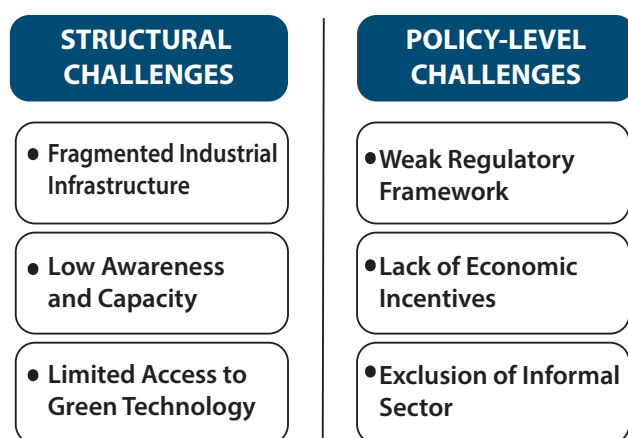 STRUCTURAL
CHALLENGES
• Fragmented Industrial
Infrastructure
• Low Awareness
and Capacity
• Limited Access to
Green Technology
POLICY-LEVEL
CHALLENGES
• Weak Regulatory
Framework
• Lack of Economic
Incentives
• Exclusion of Informal
Sector